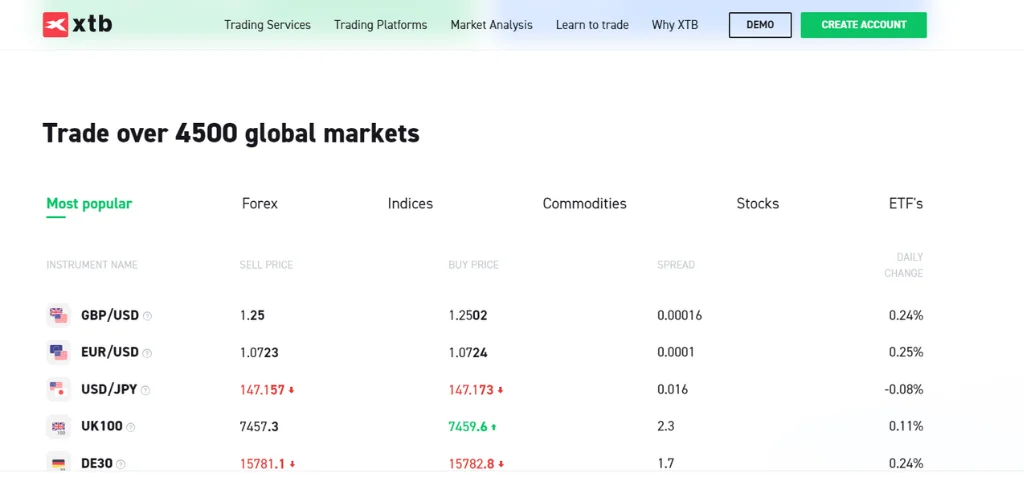 xtb Trading Services Trading Platforms Market Analysis Learn to trade Why XTB DEMO CREATE ACCOUNT
Trade over 4500 global markets
Most popular Forex Indices Commodities Stocks ETF's
INSTRUMENT NAME SELL PRICE BUY PRICE SPREAD DAILY CHANGE
GBP/USD ? 1.25 1.2502 0.00016 0.24%
EUR/USD ? 1.0723 1.0724 0.0001 0.25%
USD/JPY ? 147.157 147.173 0.016 -0.08%
UK100 ? 7457.3 7459.6 2.3 0.11%
DE30 ? 15781.1 15782.8 1.7 0.24%